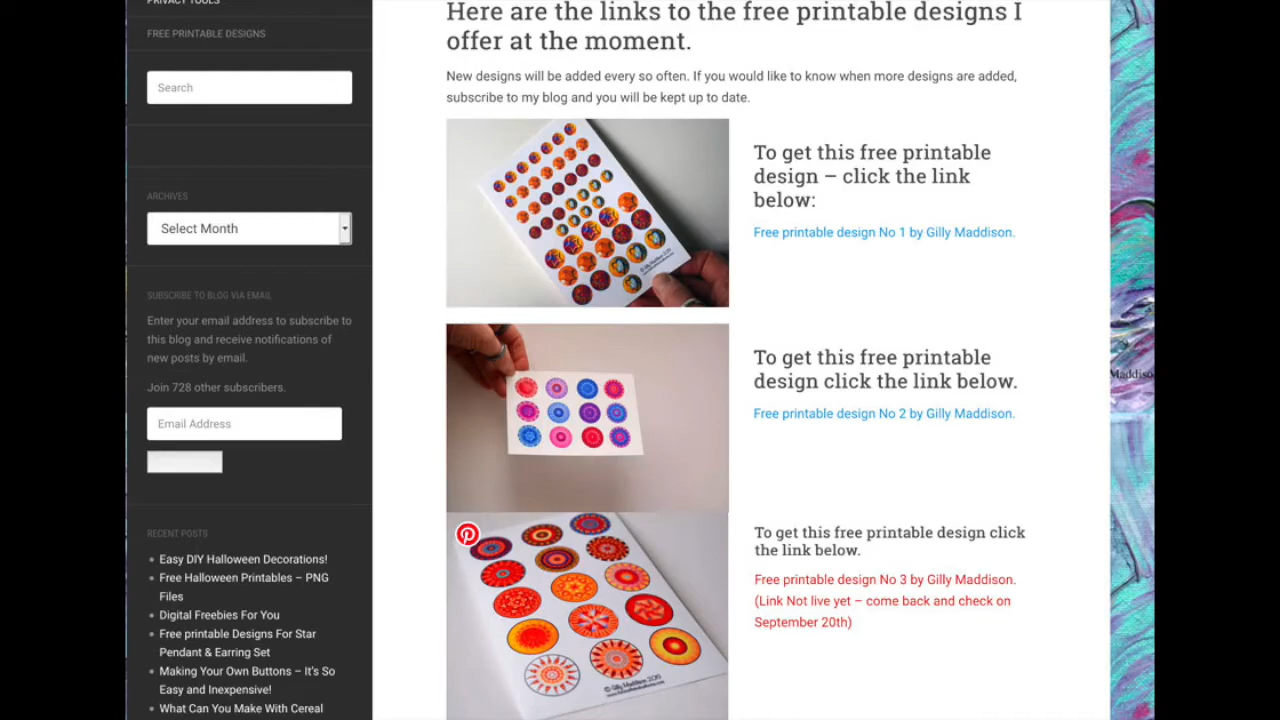 PRIVACY TOOLS
FREE PRINTABLE DESIGNS
Search
ARCHIVES
Select Month
SUBSCRIBE TO BLOG VIA EMAIL
Enter your email address to subscribe to
this blog and receive notifications of
new posts by email.
Join 728 other subscribers.
Email Address
RECENT POSTS
Easy DIY Halloween Decorations!
Free Halloween Printables – PNG
Files
Digital Freebies For You
Free printable Designs For Star
Pendant & Earring Set
Making Your Own Buttons – It's So
Easy and Inexpensive!
What Can You Make With Cereal
Here are the links to the free printable designs I
offer at the moment.
New designs will be added every so often. If you would like to know when more designs are added,
subscribe to my blog and you will be kept up to date.
To get this free printable
design – click the link
below:
Free printable design No 1 by Gilly Maddison.
© Gilly Maddison 2019
To get this free printable
design click the link below.
Free printable design No 2 by Gilly Maddison.
To get this free printable design click
the link below.
Free printable design No 3 by Gilly Maddison.
(Link Not live yet – come back and check on
September 20th)
© Gilly Maddison 2019
Maddiso